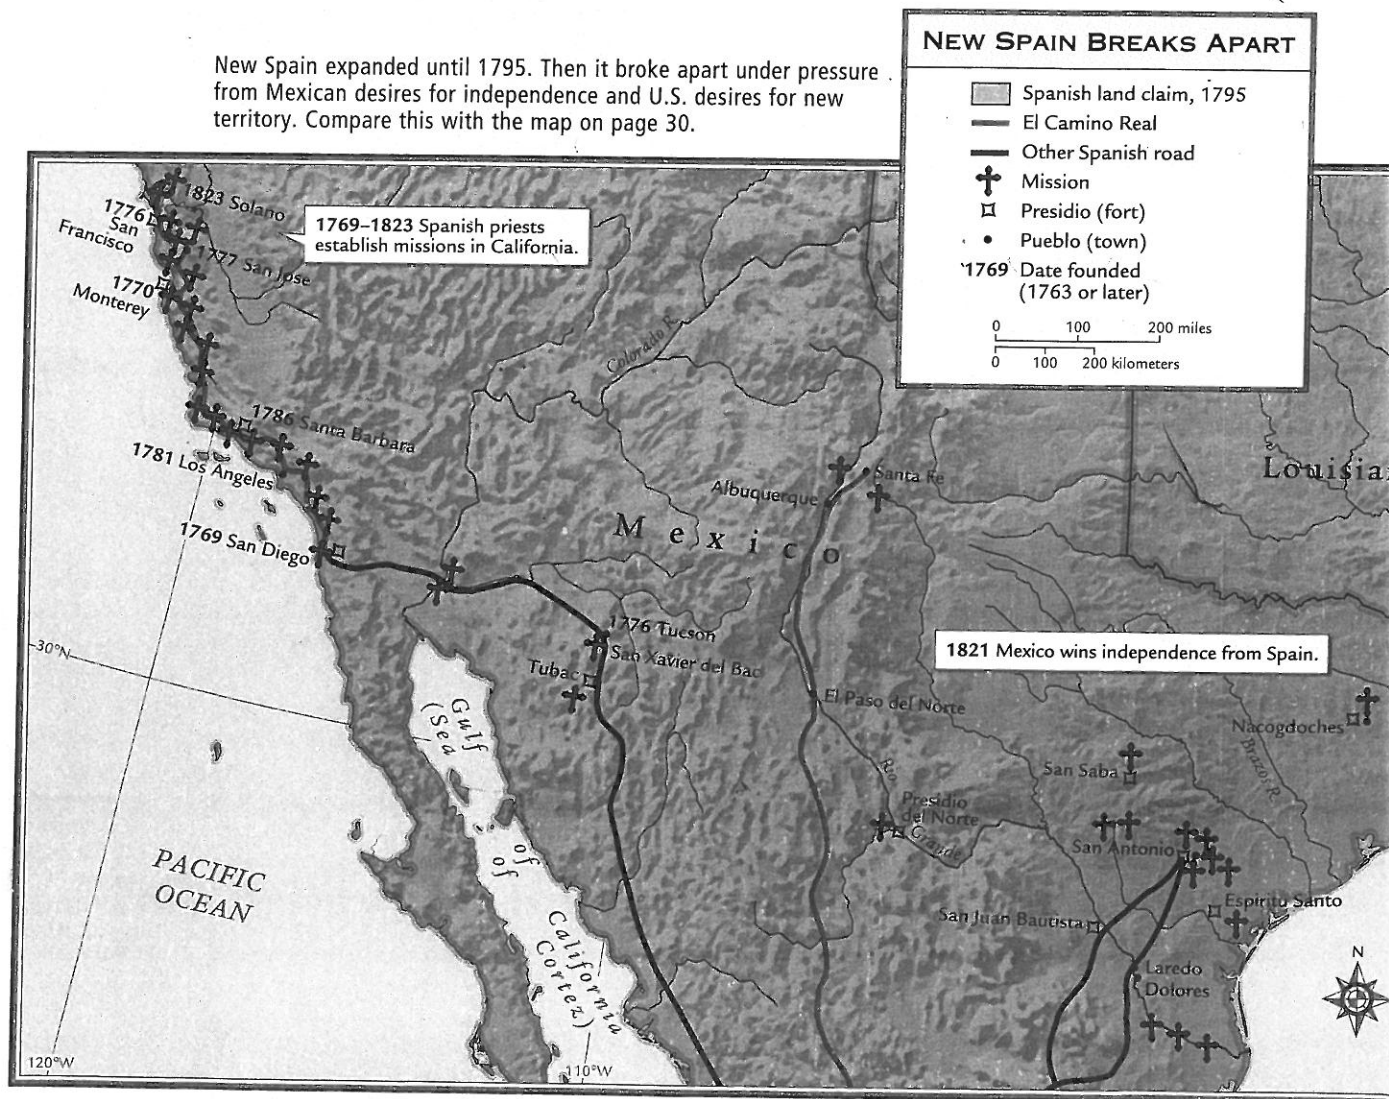 New Spain expanded until 1795. Then it broke apart under pressure
from Mexican desires for independence and U.S. desires for new
territory. Compare this with the map on page 30.
NEW SPAIN BREAKS APART
Spanish land claim, 1795
El Camino Real
Other Spanish road
Mission
Presidio (fort)
Pueblo (town)
1769 Date founded
(1763 or later)
0 100 200 miles
0 100 200 kilometers
1823 Solano
1776
San
Francisco
1769–1823 Spanish priests
establish missions in California.
1777 San Jose
1770
Monterey
Colorado R.
1786 Santa Barbara
1781 Los Angeles
Santa Fe
Albuquerque
Louisia
Mexico
1769 San Diego
1776 Tucson
San Xavier del Bac
Tubac
30°N
1821 Mexico wins independence from Spain.
El Paso del Norte
Nacogdoches
Brazos R.
San Saba
Gulf of California
(Sea of Cortez)
Rio Grande
Presidio
del Norte
San Antonio
PACIFIC
OCEAN
Espiritu Santo
San Juan Bautista
N
Laredo
Dolores
120°W
110°W